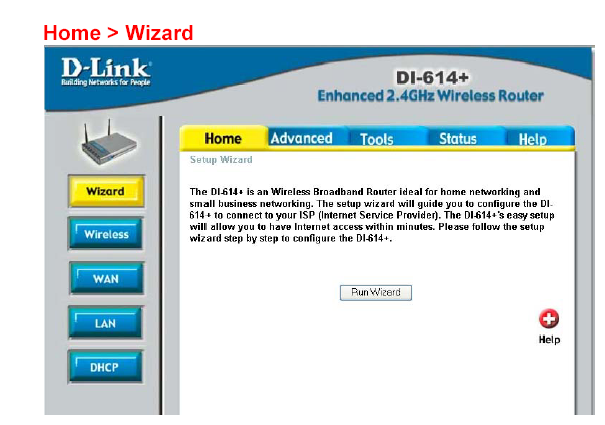 Home > Wizard
D-Link
Building Networks for People
DI-614+
Enhanced 2.4GHz Wireless Router
Home Advanced Tools Status Help
Setup Wizard
Wizard
Wireless
WAN
LAN
DHCP
The DI-614+ is an Wireless Broadband Router ideal for home networking and
small business networking. The setup wizard will guide you to configure the DI-
614+ to connect to your ISP (Internet Service Provider). The DI-614+'s easy setup
will allow you to have Internet access within minutes. Please follow the setup
wizard step by step to configure the DI-614+.
Run Wizard
Help